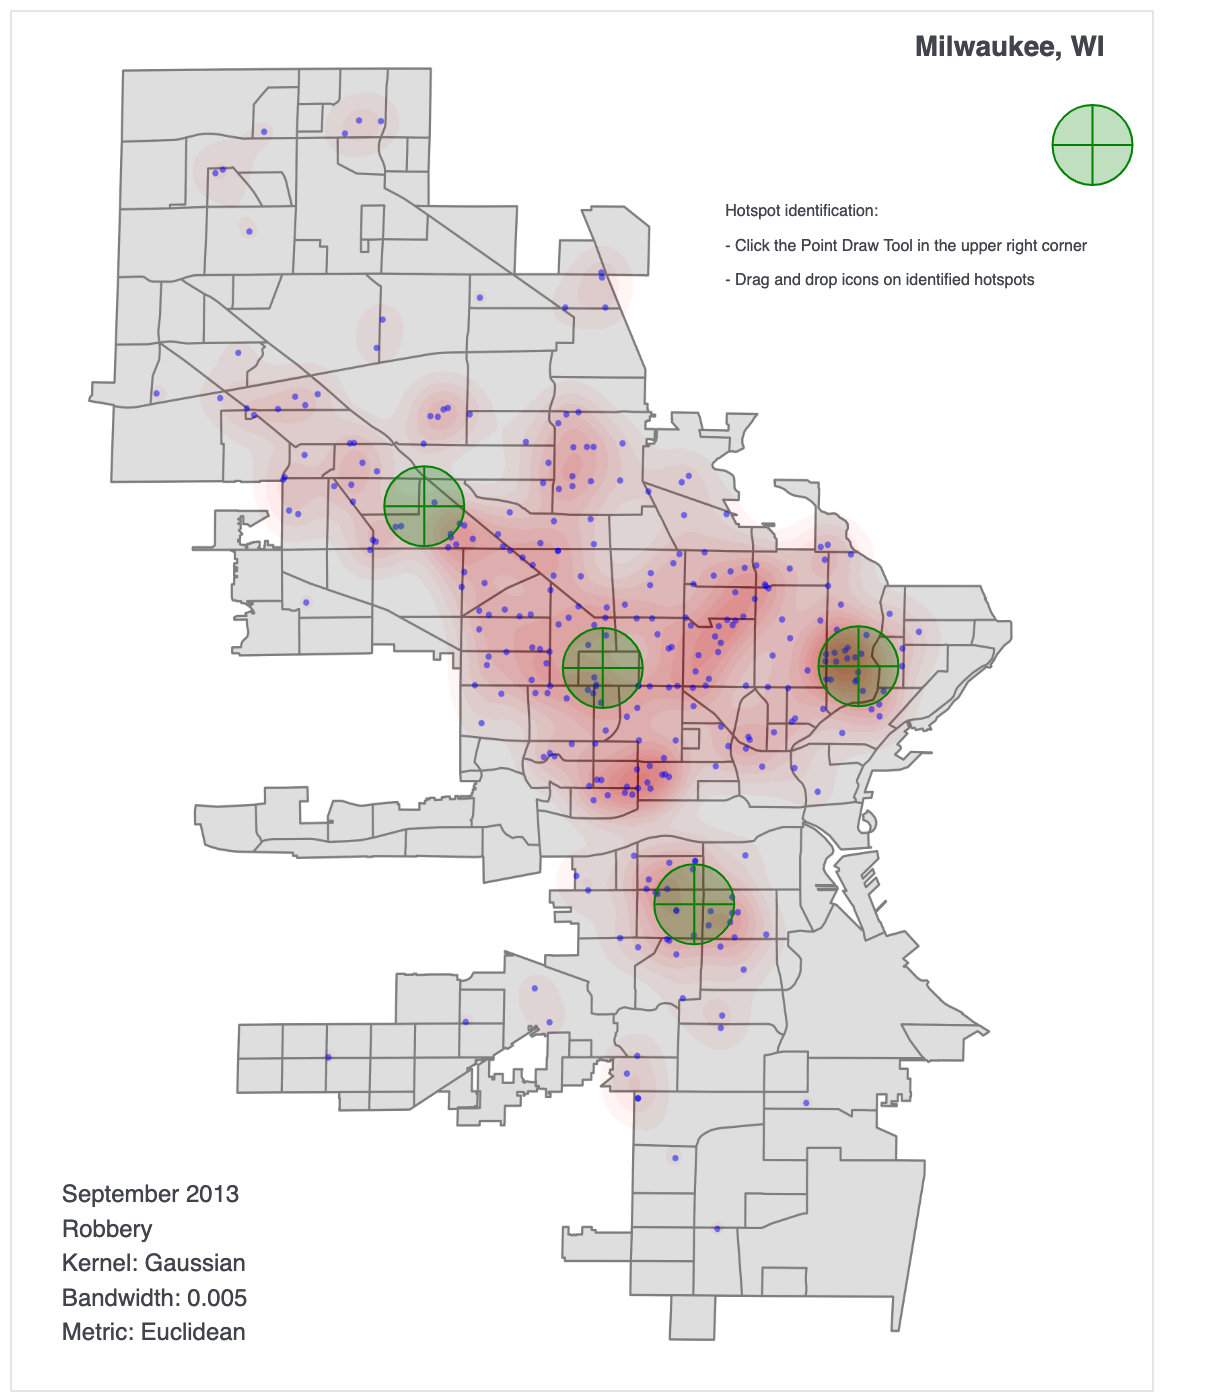 Milwaukee, WI
Hotspot identification:
- Click the Point Draw Tool in the upper right corner
- Drag and drop icons on identified hotspots
September 2013
Robbery
Kernel: Gaussian
Bandwidth: 0.005
Metric: Euclidean